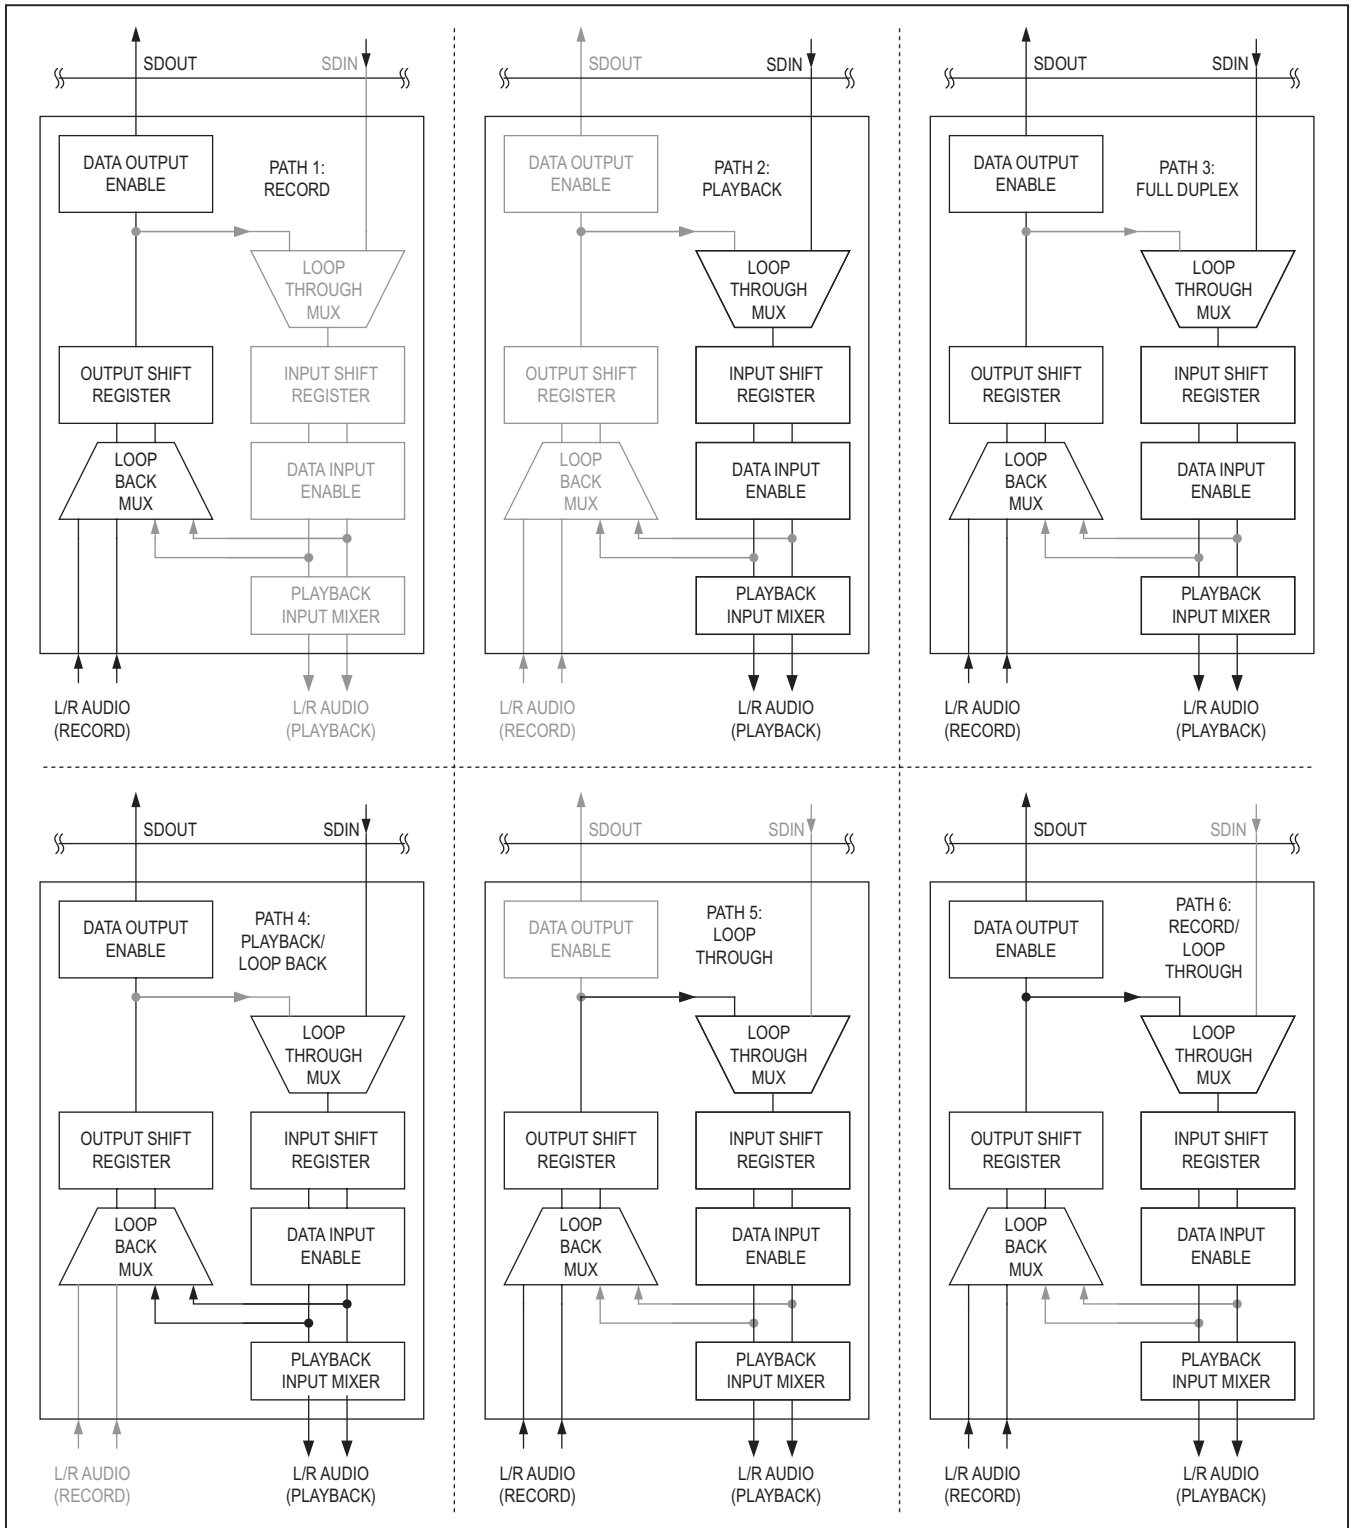 SDOUT
SDIN
DATA OUTPUT
ENABLE
PATH 1:
RECORD
LOOP
THROUGH
MUX
OUTPUT SHIFT
REGISTER
INPUT SHIFT
REGISTER
LOOP
BACK
MUX
DATA INPUT
ENABLE
PLAYBACK
INPUT MIXER
L/R AUDIO
(RECORD)
L/R AUDIO
(PLAYBACK)
SDOUT
SDIN
DATA OUTPUT
ENABLE
PATH 2:
PLAYBACK
LOOP
THROUGH
MUX
OUTPUT SHIFT
REGISTER
INPUT SHIFT
REGISTER
LOOP
BACK
MUX
DATA INPUT
ENABLE
PLAYBACK
INPUT MIXER
L/R AUDIO
(RECORD)
L/R AUDIO
(PLAYBACK)
SDOUT
SDIN
DATA OUTPUT
ENABLE
PATH 3:
FULL DUPLEX
LOOP
THROUGH
MUX
OUTPUT SHIFT
REGISTER
INPUT SHIFT
REGISTER
LOOP
BACK
MUX
DATA INPUT
ENABLE
PLAYBACK
INPUT MIXER
L/R AUDIO
(RECORD)
L/R AUDIO
(PLAYBACK)
SDOUT
SDIN
DATA OUTPUT
ENABLE
PATH 4:
PLAYBACK/
LOOP BACK
LOOP
THROUGH
MUX
OUTPUT SHIFT
REGISTER
INPUT SHIFT
REGISTER
LOOP
BACK
MUX
DATA INPUT
ENABLE
PLAYBACK
INPUT MIXER
L/R AUDIO
(RECORD)
L/R AUDIO
(PLAYBACK)
SDOUT
SDIN
DATA OUTPUT
ENABLE
PATH 5:
LOOP
THROUGH
LOOP
THROUGH
MUX
OUTPUT SHIFT
REGISTER
INPUT SHIFT
REGISTER
LOOP
BACK
MUX
DATA INPUT
ENABLE
PLAYBACK
INPUT MIXER
L/R AUDIO
(RECORD)
L/R AUDIO
(PLAYBACK)
SDOUT
SDIN
DATA OUTPUT
ENABLE
PATH 6:
RECORD/
LOOP
THROUGH
LOOP
THROUGH
MUX
OUTPUT SHIFT
REGISTER
INPUT SHIFT
REGISTER
LOOP
BACK
MUX
DATA INPUT
ENABLE
PLAYBACK
INPUT MIXER
L/R AUDIO
(RECORD)
L/R AUDIO
(PLAYBACK)